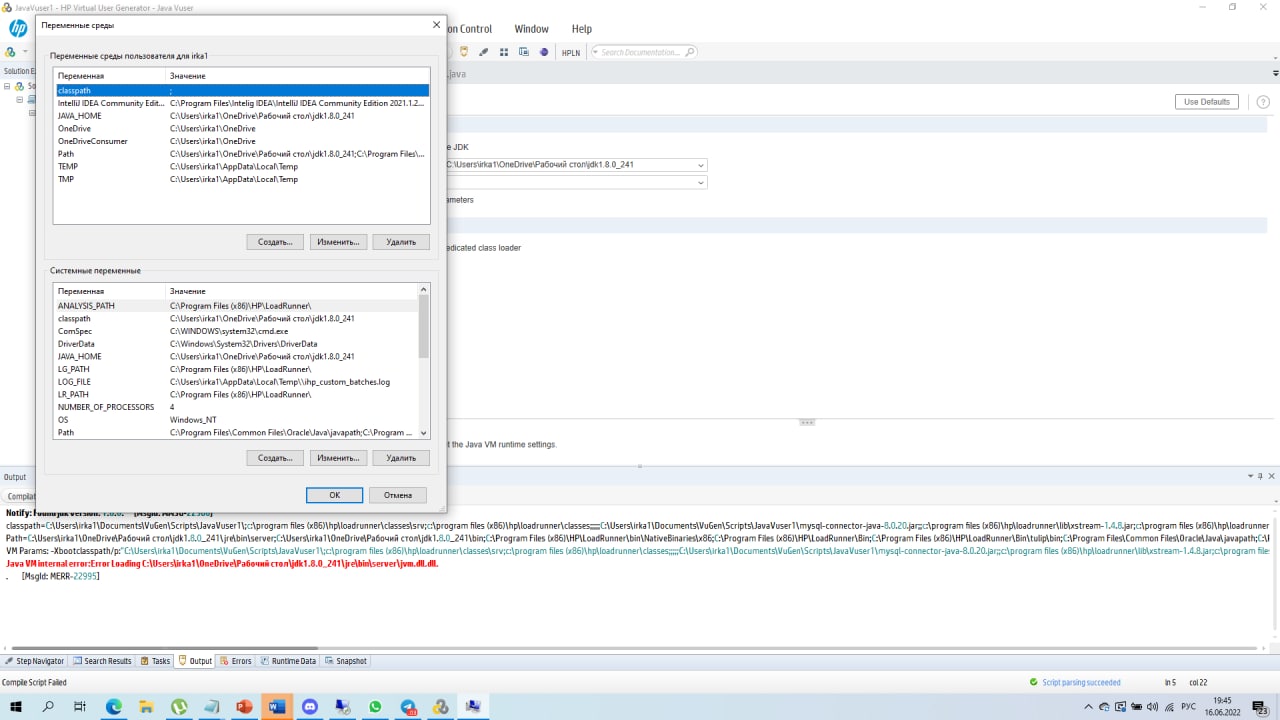 JavaVuser1 - HP Virtual User Generator - Java Vuser
Переменные среды
on Control Window Help
HPLN Search Documentation...
Solution Ex
So
.java
Переменные среды пользователя для irka1
Переменная Значение
classpath ;
IntelliJ IDEA Community Edit... C:\Program Files\Intelig IDEA\IntelliJ IDEA Community Edition 2021.1.2...
JAVA_HOME C:\Users\irka1\OneDrive\Рабочий стол\jdk1.8.0_241
OneDrive C:\Users\irka1\OneDrive
OneDriveConsumer C:\Users\irka1\OneDrive
Path C:\Users\irka1\OneDrive\Рабочий стол\jdk1.8.0_241;C:\Program Files\...
TEMP C:\Users\irka1\AppData\Local\Temp
TMP C:\Users\irka1\AppData\Local\Temp
Создать... Изменить... Удалить
Use Defaults
e JDK
C:\Users\irka1\OneDrive\Рабочий стол\jdk1.8.0_241
ameters
edicated class loader
Системные переменные
Переменная Значение
ANALYSIS_PATH C:\Program Files (x86)\HP\LoadRunner\
classpath C:\Users\irka1\OneDrive\Рабочий стол\jdk1.8.0_241
ComSpec C:\WINDOWS\system32\cmd.exe
DriverData C:\Windows\System32\Drivers\DriverData
JAVA_HOME C:\Users\irka1\OneDrive\Рабочий стол\jdk1.8.0_241
LG_PATH C:\Program Files (x86)\HP\LoadRunner\
LOG_FILE C:\Users\irka1\AppData\Local\Temp\\ihp_custom_batches.log
LR_PATH C:\Program Files (x86)\HP\LoadRunner\
NUMBER_OF_PROCESSORS 4
OS Windows_NT
Path C:\Program Files\Common Files\Oracle\Java\javapath;C:\Program ...
Создать... Изменить... Удалить
OK Отмена
t the Java VM runtime settings.
Output
Compilat
Notify: Found jdk version: 1.8.0. [MsgId: MMSG-22986]
classpath=C:\Users\irka1\Documents\VuGen\Scripts\JavaVuser1\;c:\program files (x86)\hp\loadrunner\classes\srv;c:\program files (x86)\hp\loadrunner\classes;;;;;C:\Users\irka1\Documents\VuGen\Scripts\JavaVuser1\mysql-connector-java-8.0.20.jar;;c:\program files (x86)\hp\loadrunner\lib\xstream-1.4.8.jar;c:\program files (x86)\hp\loadrunner
Path=C:\Users\irka1\OneDrive\Рабочий стол\jdk1.8.0_241\jre\bin\server;C:\Users\irka1\OneDrive\Рабочий стол\jdk1.8.0_241\bin;C:\Program Files (x86)\HP\LoadRunner\bin\NativeBinaries\x86;C:\Program Files (x86)\HP\LoadRunner\Bin;C:\Program Files (x86)\HP\LoadRunner\Bin\tulip\bin;C:\Program Files\Common Files\Oracle\Java\javapath;C:\
VM Params: -Xbootclasspath/p:"C:\Users\irka1\Documents\VuGen\Scripts\JavaVuser1\;c:\program files (x86)\hp\loadrunner\classes\srv;c:\program files (x86)\hp\loadrunner\classes;;;;;C:\Users\irka1\Documents\VuGen\Scripts\JavaVuser1\mysql-connector-java-8.0.20.jar;;c:\program files (x86)\hp\loadrunner\lib\xstream-1.4.8.jar;c:\program files
Java VM internal error:Error Loading C:\Users\irka1\OneDrive\Рабочий стол\jdk1.8.0_241\jre\bin\server\jvm.dll.dll.
. [MsgId: MERR-22995]
Step Navigator Search Results Tasks Output Errors Runtime Data Snapshot
Compile Script Failed Script parsing succeeded ln 5 col 22
РУС 19:45
16.06.2022 23